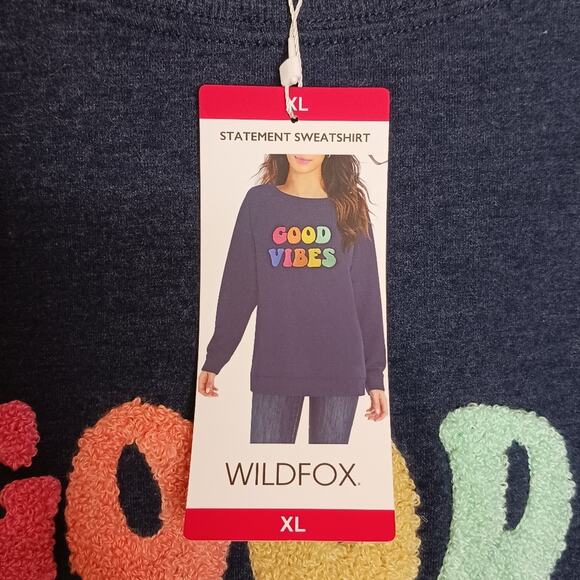 XL
STATEMENT SWEATSHIRT
GOOD
VIBES
WILDFOX.
XL